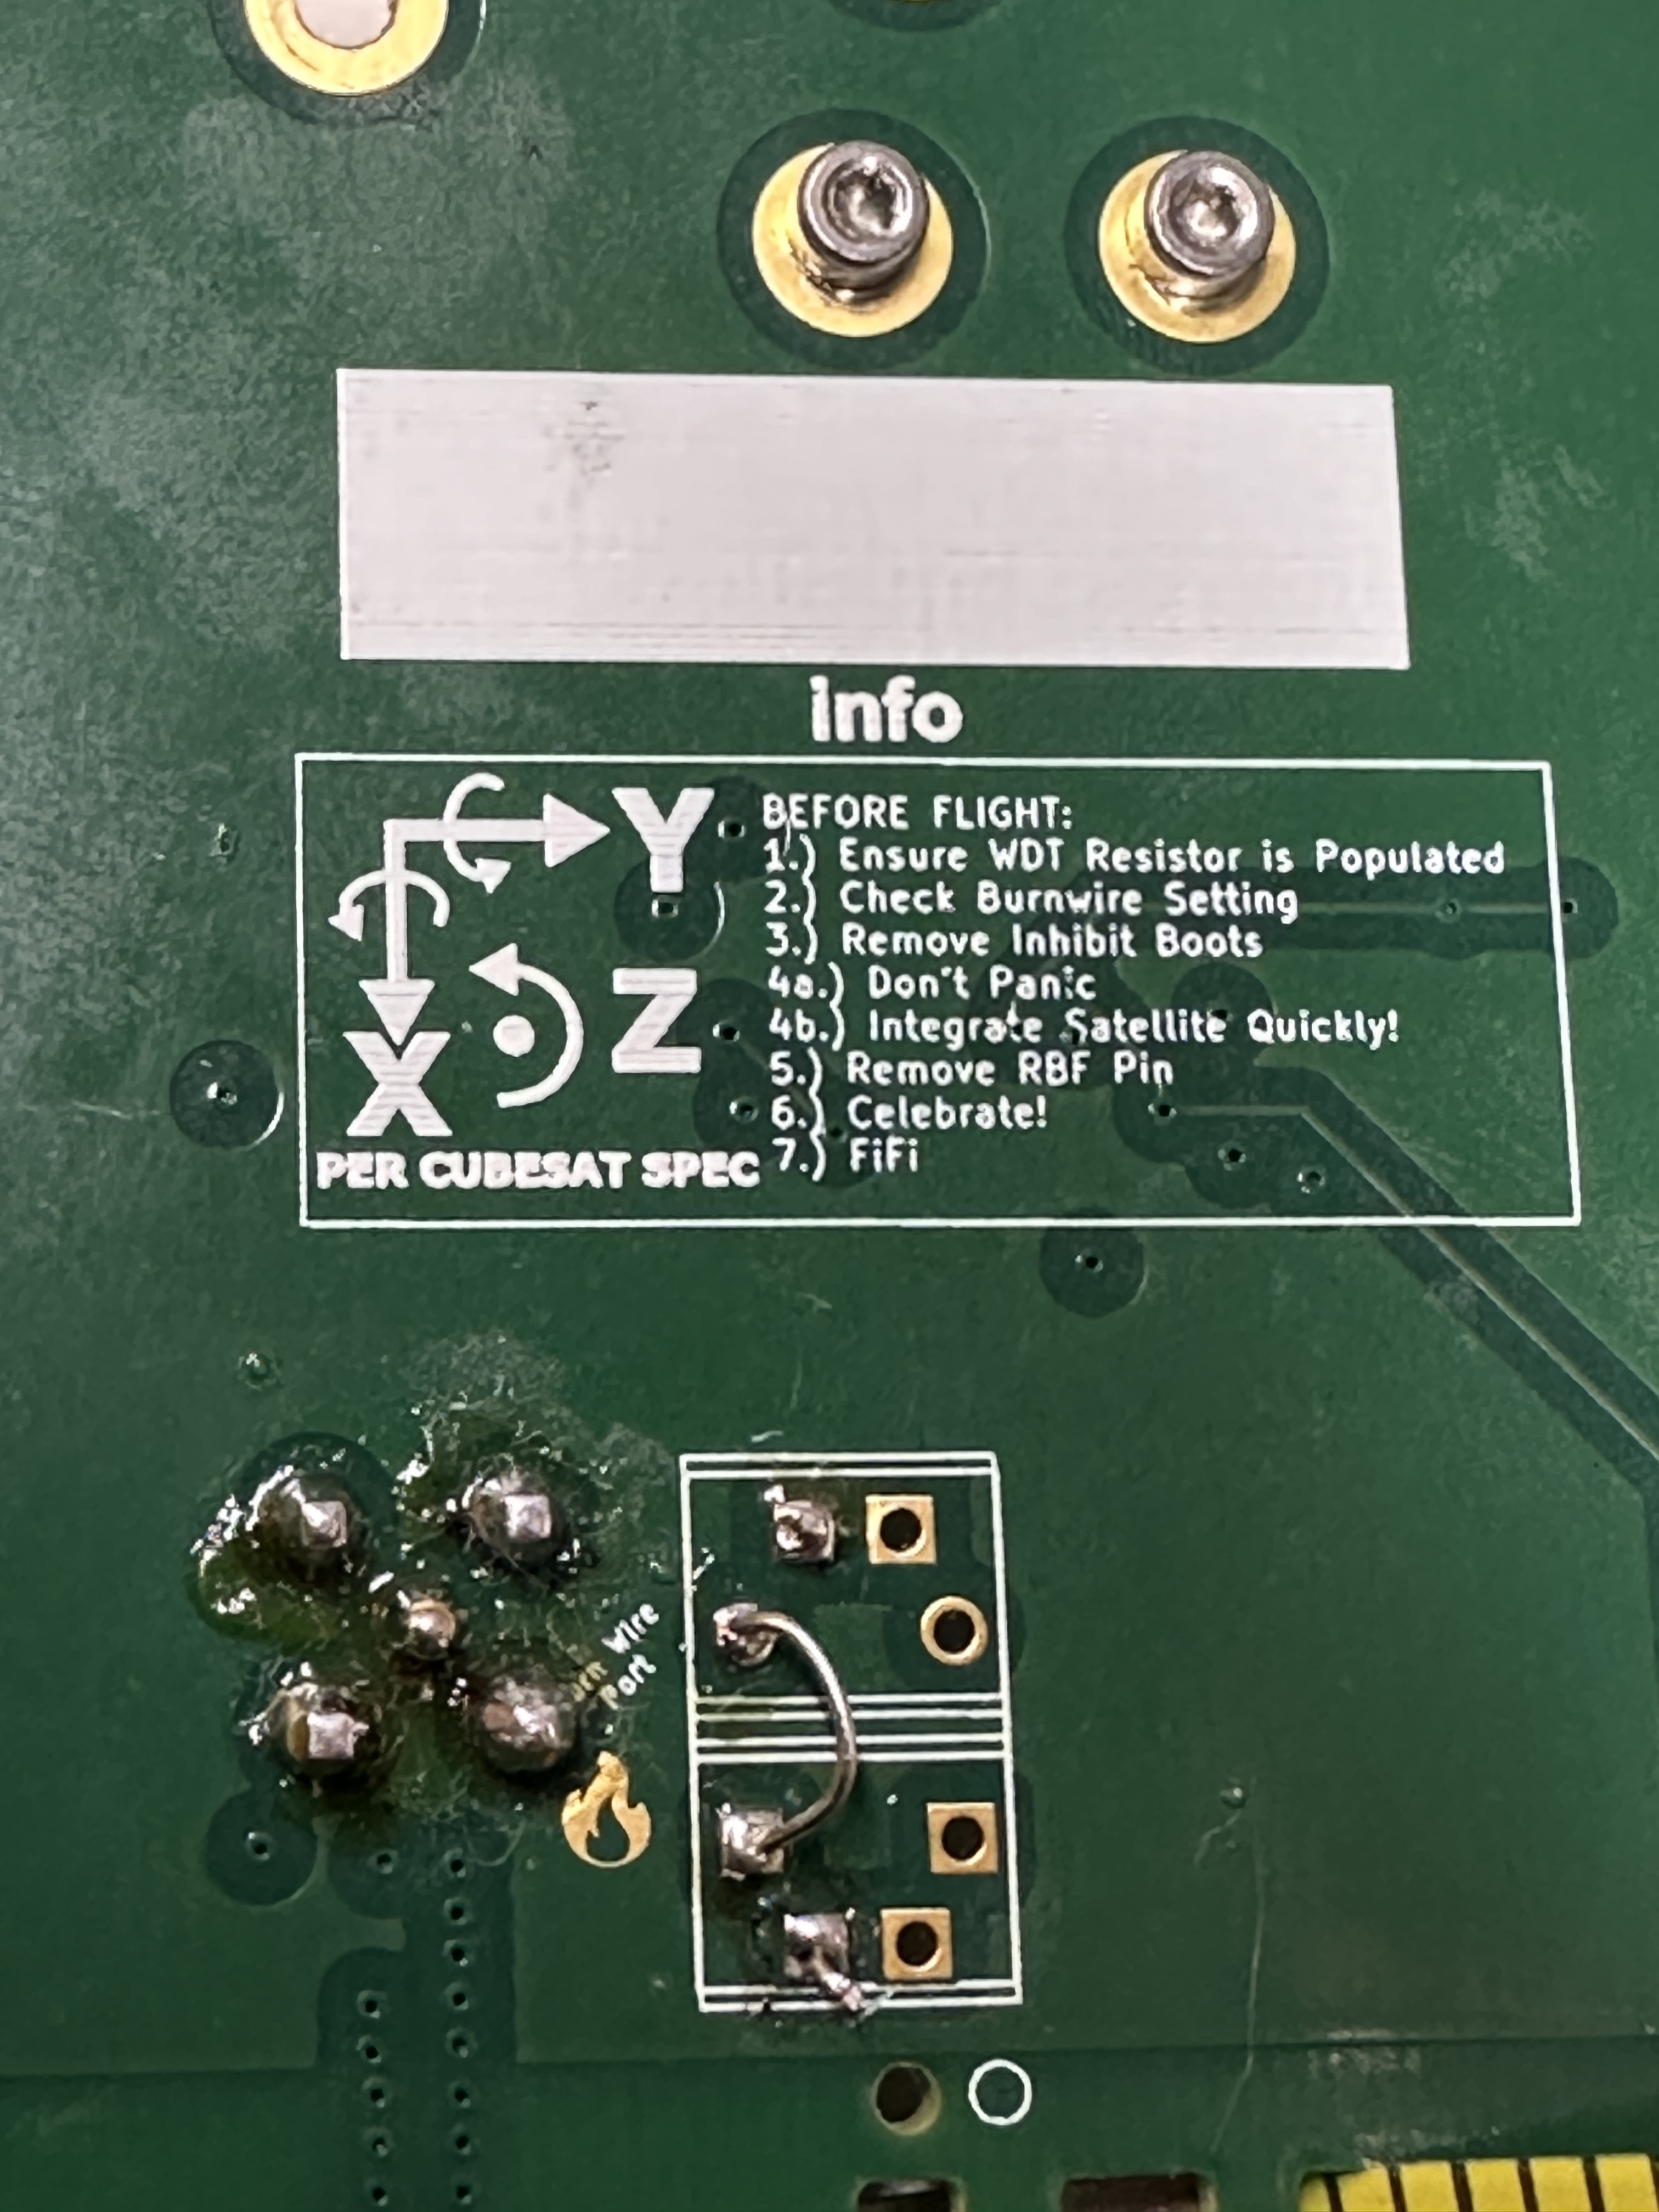 info
Y
X
Z
PER CUBESAT SPEC
BEFORE FLIGHT:
1.) Ensure WDT Resistor is Populated
2.) Check Burnwire Setting
3.) Remove Inhibit Boots
4a.) Don't Panic
4b.) Integrate Satellite Quickly!
5.) Remove RBF Pin
6.) Celebrate!
7.) FiFi
Wire
Port